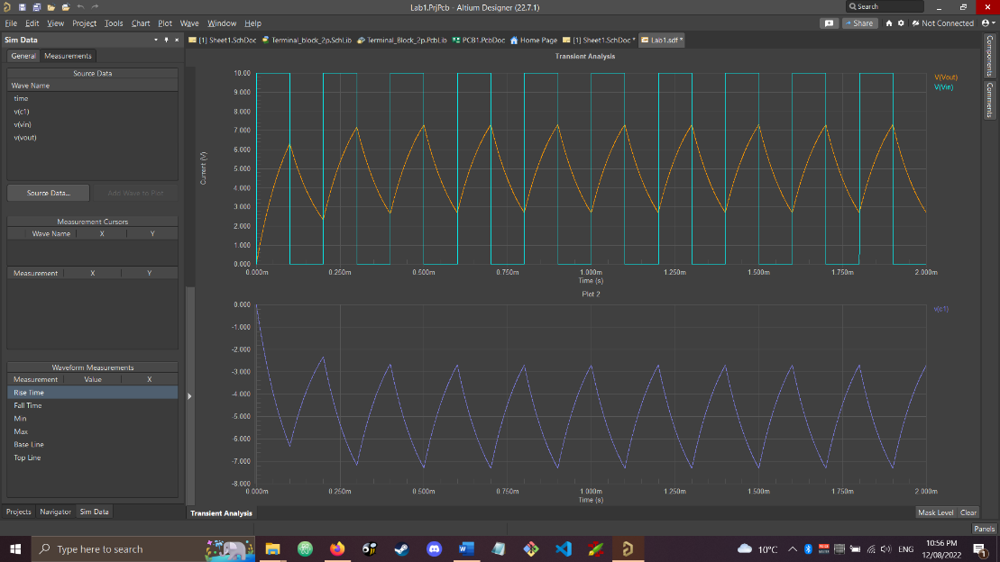 Lab1.PrjPcb - Altium Designer (22.7.1)
Search
File Edit View Project Tools Chart Plot Wave Window Help
Share
Not Connected
Sim Data
[1] Sheet1.SchDoc Terminal_block_2p.SchLib Terminal_Block_2p.PcbLib PCB1.PcbDoc Home Page [1] Sheet1.SchDoc * Lab1.sdf *
General Measurements
Source Data
Wave Name
time
v(c1)
v(vin)
v(vout)
Source Data... Add Wave to Plot
Measurement Cursors
Wave Name X Y
Measurement X Y
Waveform Measurements
Measurement Value X
Rise Time
Fall Time
Min
Max
Base Line
Top Line
Projects Navigator Sim Data
Transient Analysis
V(Vout)
V(Vin)
Current (V)
10.00
9.000
8.000
7.000
6.000
5.000
4.000
3.000
2.000
1.000
0.000
0.000m 0.250m 0.500m 0.750m 1.000m 1.250m 1.500m 1.750m 2.000m
Time (s)
Plot 2
v(c1)
0.000
-1.000
-2.000
-3.000
-4.000
-5.000
-6.000
-7.000
-8.000
0.000m 0.250m 0.500m 0.750m 1.000m 1.250m 1.500m 1.750m 2.000m
Time (s)
Transient Analysis
Mask Level Clear
Panels
Components
Comments
Type here to search
10°C
ENG
10:56 PM
12/08/2022
1